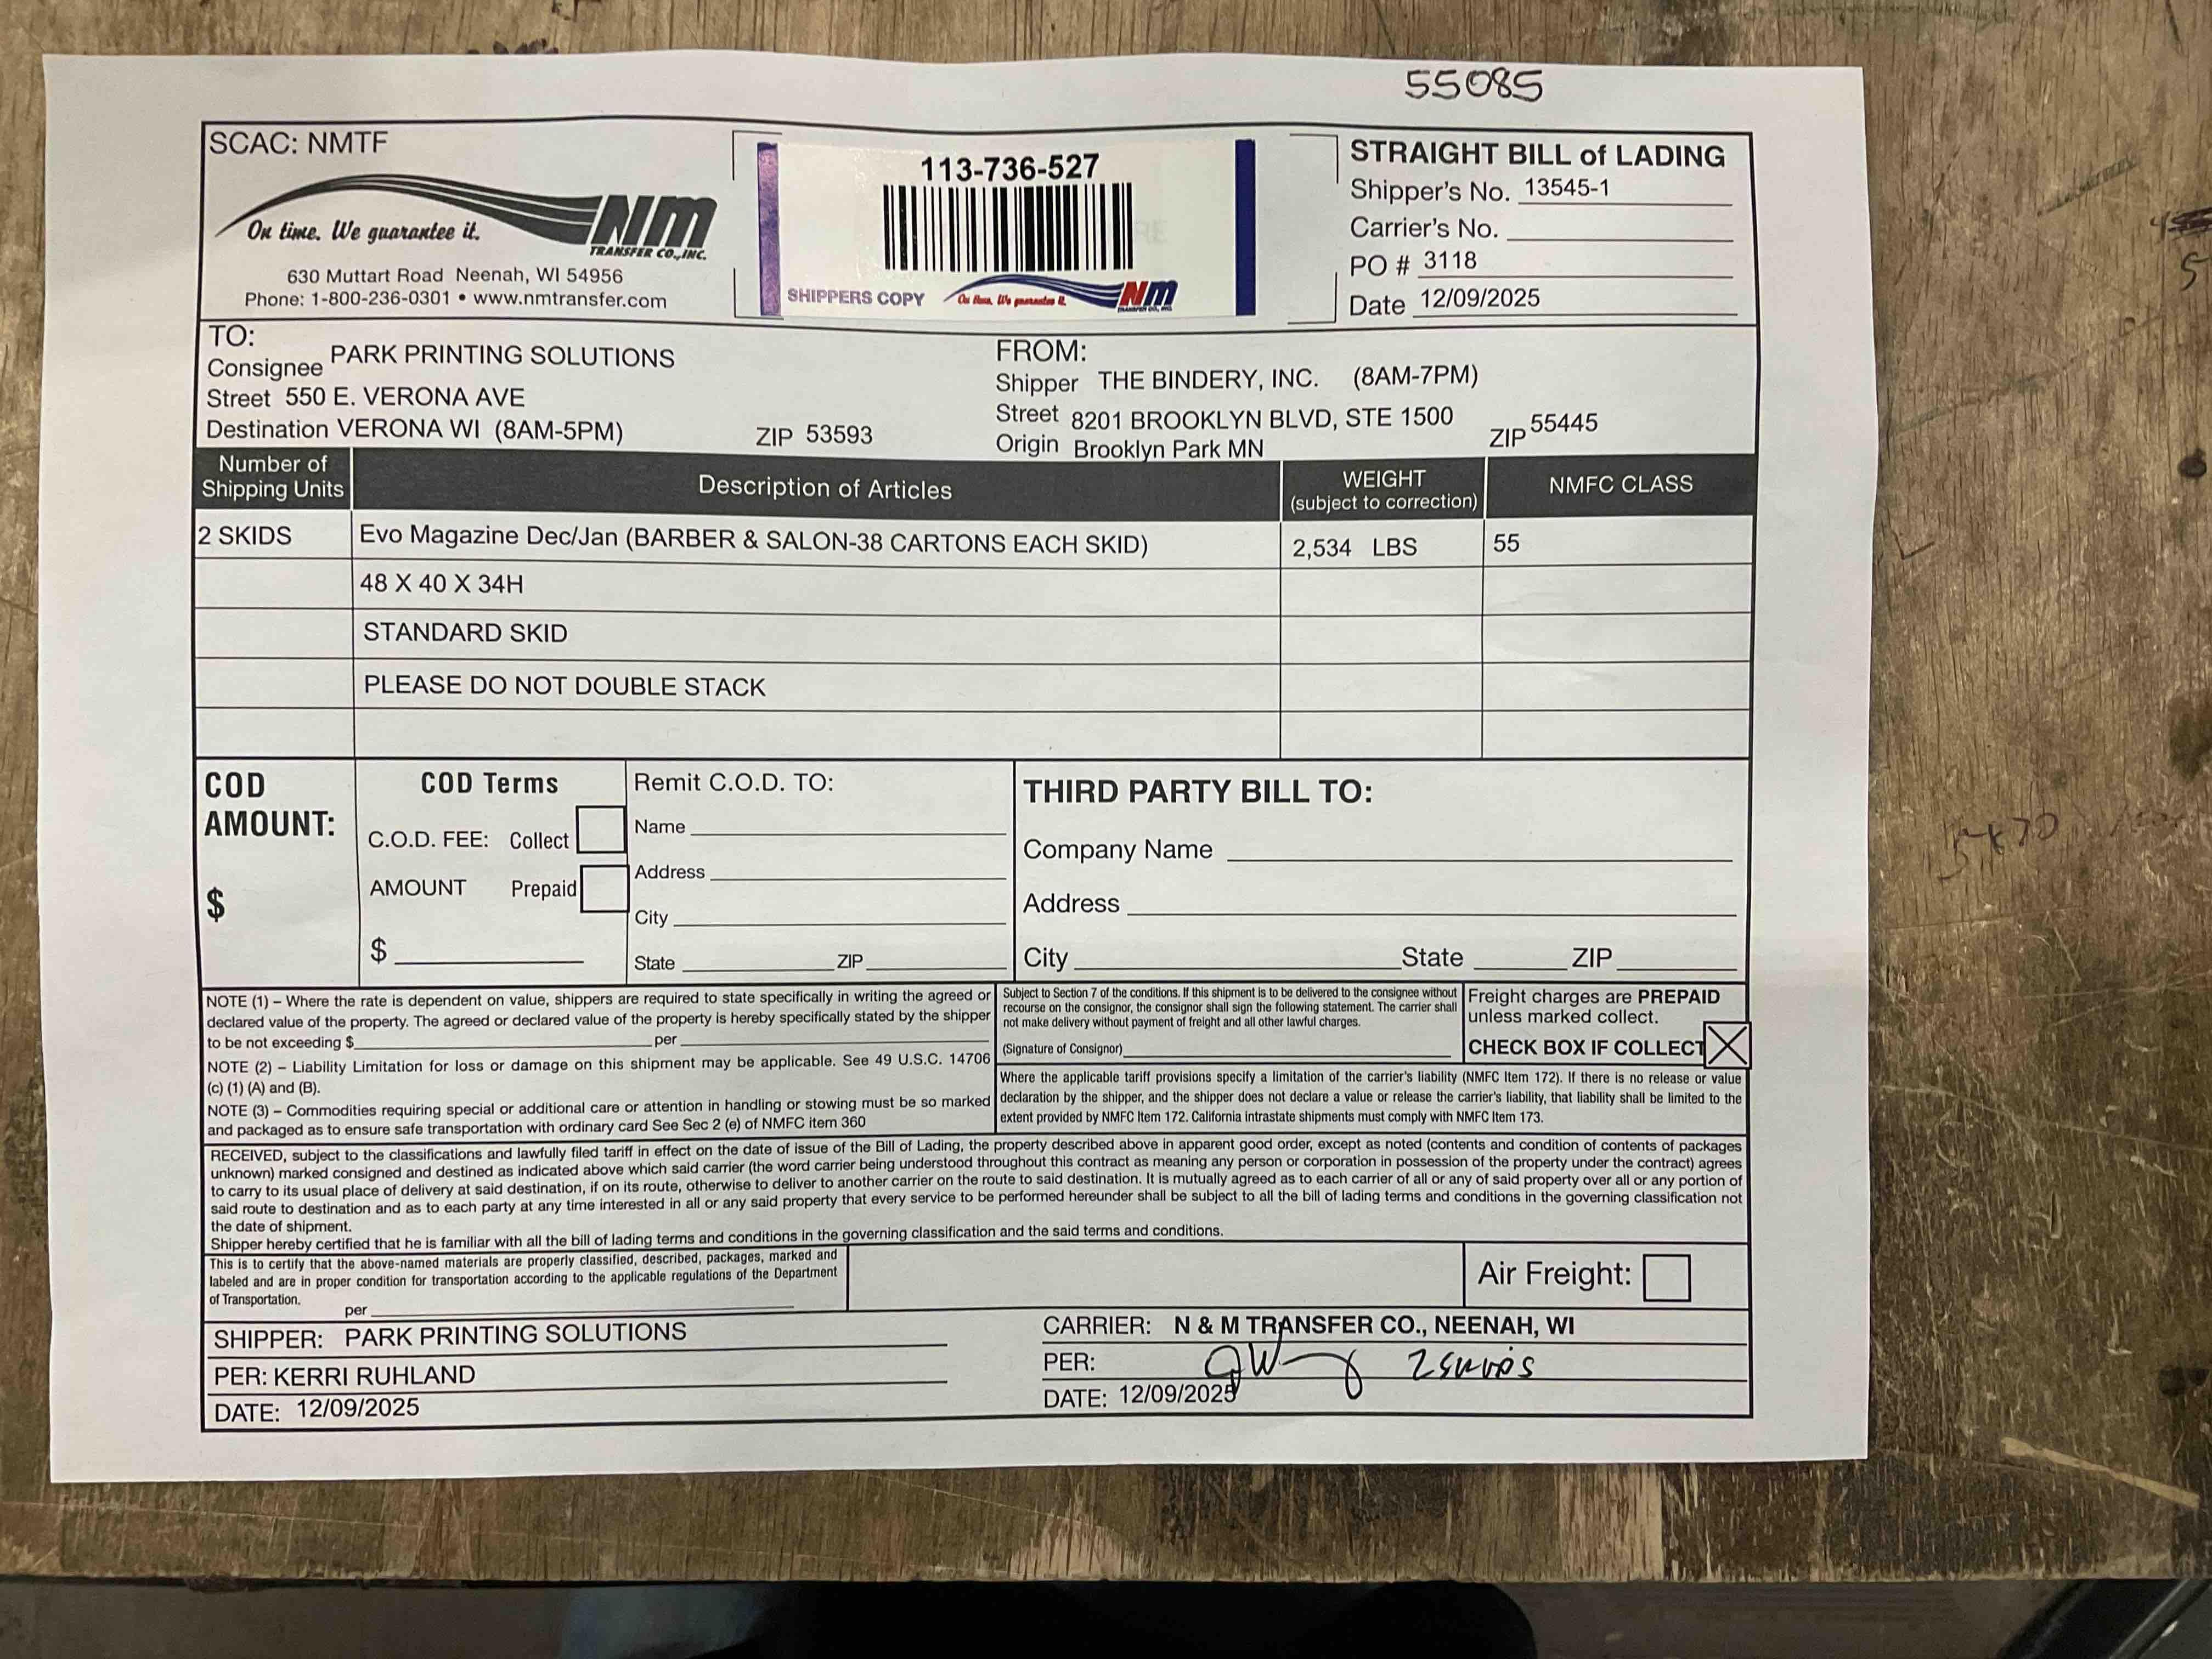 55085
SCAC: NMTF
On time. We guarantee it.
NM
TRANSFER CO., INC.
630 Muttart Road Neenah, WI 54956
Phone: 1-800-236-0301 • www.nmtransfer.com
113-736-527
SHIPPERS COPY
On time. We guarantee it.
NM
STRAIGHT BILL of LADING
Shipper's No. 13545-1
Carrier's No.
PO # 3118
Date 12/09/2025
TO:
Consignee PARK PRINTING SOLUTIONS
Street 550 E. VERONA AVE
Destination VERONA WI (8AM-5PM) ZIP 53593
FROM:
Shipper THE BINDERY, INC. (8AM-7PM)
Street 8201 BROOKLYN BLVD, STE 1500
Origin Brooklyn Park MN ZIP 55445
Number of Shipping Units
Description of Articles
WEIGHT
(subject to correction)
NMFC CLASS
2 SKIDS Evo Magazine Dec/Jan (BARBER & SALON-38 CARTONS EACH SKID) 2,534 LBS 55
48 X 40 X 34H
STANDARD SKID
PLEASE DO NOT DOUBLE STACK
COD AMOUNT:
$
COD Terms
C.O.D. FEE: Collect
AMOUNT Prepaid
$
Remit C.O.D. TO:
Name
Address
City
State ZIP
THIRD PARTY BILL TO:
Company Name
Address
City State ZIP
NOTE (1) – Where the rate is dependent on value, shippers are required to state specifically in writing the agreed or
declared value of the property. The agreed or declared value of the property is hereby specifically stated by the shipper
to be not exceeding $ per
NOTE (2) – Liability Limitation for loss or damage on this shipment may be applicable. See 49 U.S.C. 14706
(c) (1) (A) and (B).
NOTE (3) – Commodities requiring special or additional care or attention in handling or stowing must be so marked
and packaged as to ensure safe transportation with ordinary card See Sec 2 (e) of NMFC item 360
Subject to Section 7 of the conditions. If this shipment is to be delivered to the consignee without
recourse on the consignor, the consignor shall sign the following statement. The carrier shall
not make delivery without payment of freight and all other lawful charges.
(Signature of Consignor)
Freight charges are PREPAID
unless marked collect.
CHECK BOX IF COLLECT
Where the applicable tariff provisions specify a limitation of the carrier's liability (NMFC Item 172). If there is no release or value
declaration by the shipper, and the shipper does not declare a value or release the carrier's liability, that liability shall be limited to the
extent provided by NMFC Item 172. California intrastate shipments must comply with NMFC Item 173.
RECEIVED, subject to the classifications and lawfully filed tariff in effect on the date of issue of the Bill of Lading, the property described above in apparent good order, except as noted (contents and condition of contents of packages
unknown) marked consigned and destined as indicated above which said carrier (the word carrier being understood throughout this contract as meaning any person or corporation in possession of the property under the contract) agrees
to carry to its usual place of delivery at said destination, if on its route, otherwise to deliver to another carrier on the route to said destination. It is mutually agreed as to each carrier of all or any of said property over all or any portion of
said route to destination and as to each party at any time interested in all or any said property that every service to be performed hereunder shall be subject to all the bill of lading terms and conditions in the governing classification not
the date of shipment.
Shipper hereby certified that he is familiar with all the bill of lading terms and conditions in the governing classification and the said terms and conditions.
This is to certify that the above-named materials are properly classified, described, packages, marked and
labeled and are in proper condition for transportation according to the applicable regulations of the Department
of Transportation.
per
Air Freight:
SHIPPER: PARK PRINTING SOLUTIONS
PER: KERRI RUHLAND
DATE: 12/09/2025
CARRIER: N & M TRANSFER CO., NEENAH, WI
PER: 2 SKIDS
DATE: 12/09/2025